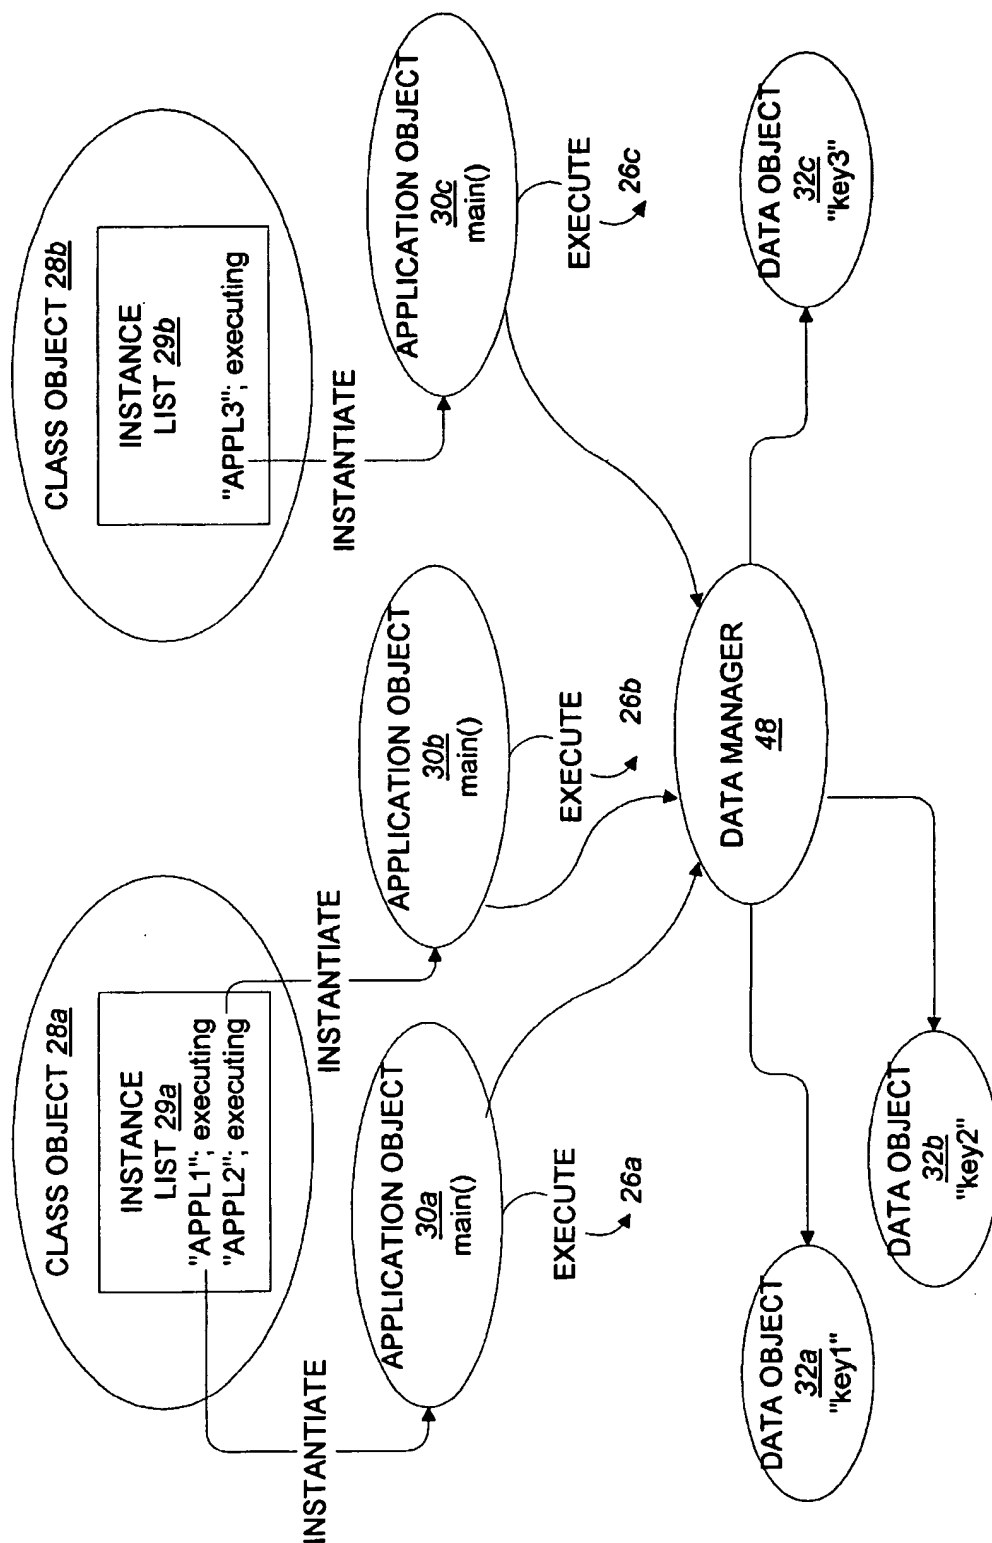 CLASS OBJECT 28a
INSTANCE
LIST 29a
"APPL1"; executing
"APPL2"; executing
CLASS OBJECT 28b
INSTANCE
LIST 29b
"APPL3"; executing
INSTANTIATE
INSTANTIATE
INSTANTIATE
APPLICATION OBJECT
30a
main()
APPLICATION OBJECT
30b
main()
APPLICATION OBJECT
30c
main()
EXECUTE
26a
EXECUTE
26b
EXECUTE
26c
DATA MANAGER
48
DATA OBJECT
32a
"key1"
DATA OBJECT
32b
"key2"
DATA OBJECT
32c
"key3"